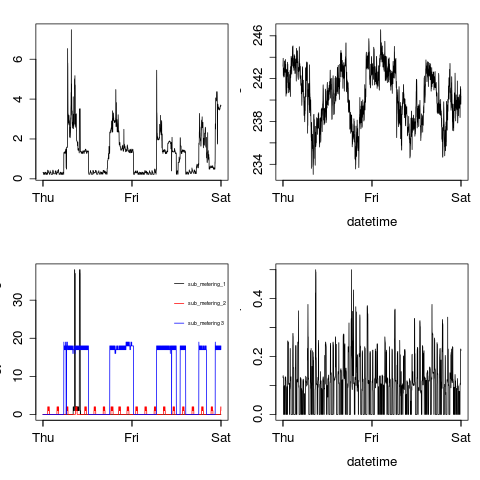 0 2 4 6
Thu Fri Sat
234 238 242 246
Thu Fri Sat
datetime
0 10 20 30
sub_metering_1
sub_metering_2
sub_metering3
Thu Fri Sat
0.0 0.2 0.4
Thu Fri Sat
datetime